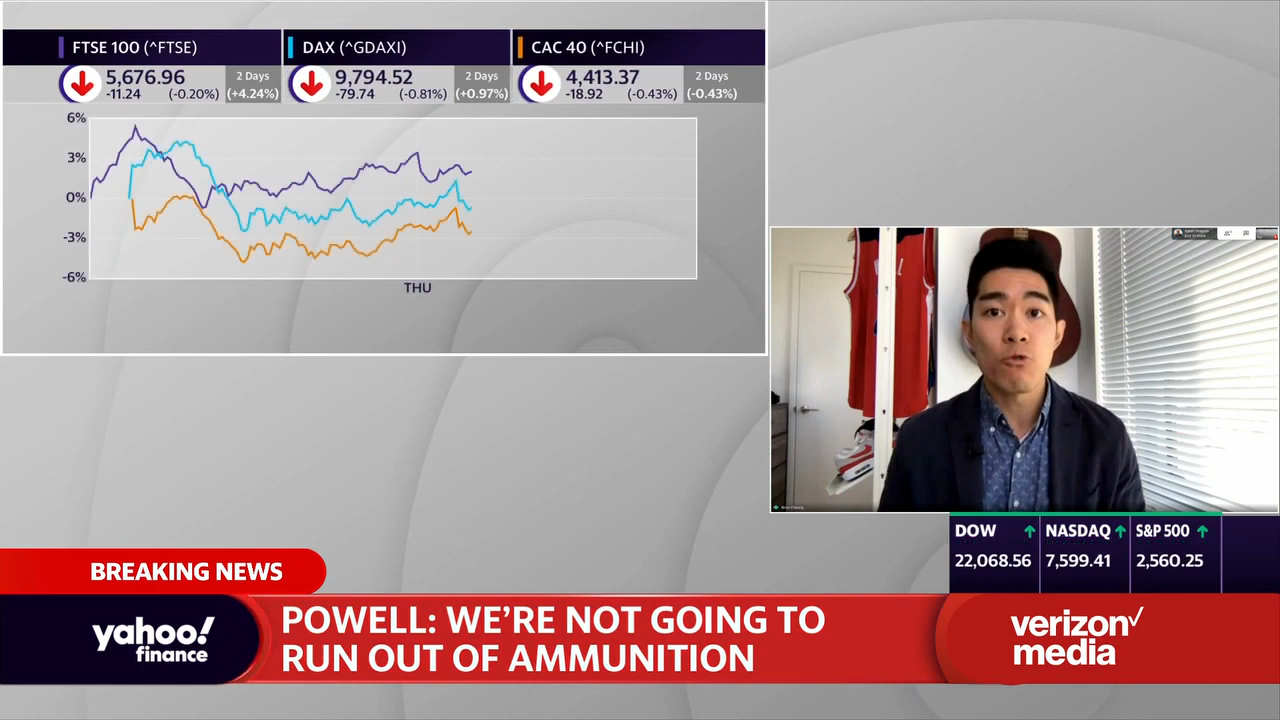 FTSE 100 (^FTSE)
5,676.96
-11.24 (-0.20%)
2 Days
(+4.24%)
DAX (^GDAXI)
9,794.52
-79.74 (-0.81%)
2 Days
(+0.97%)
CAC 40 (^FCHI)
4,413.37
-18.92 (-0.43%)
2 Days
(-0.43%)
6%
3%
0%
-3%
-6%
THU
Brian Cheung
DOW
22,068.56
NASDAQ
7,599.41
S&P 500
2,560.25
BREAKING NEWS
yahoo!
finance
POWELL: WE'RE NOT GOING TO
RUN OUT OF AMMUNITION
verizon✓
media